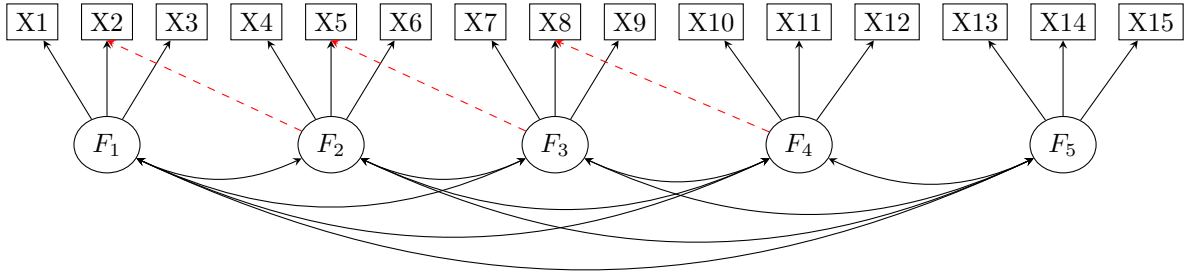 X1 X2 X3 X4 X5 X6 X7 X8 X9 X10 X11 X12 X13 X14 X15
F₁ F₂ F₃ F₄ F₅